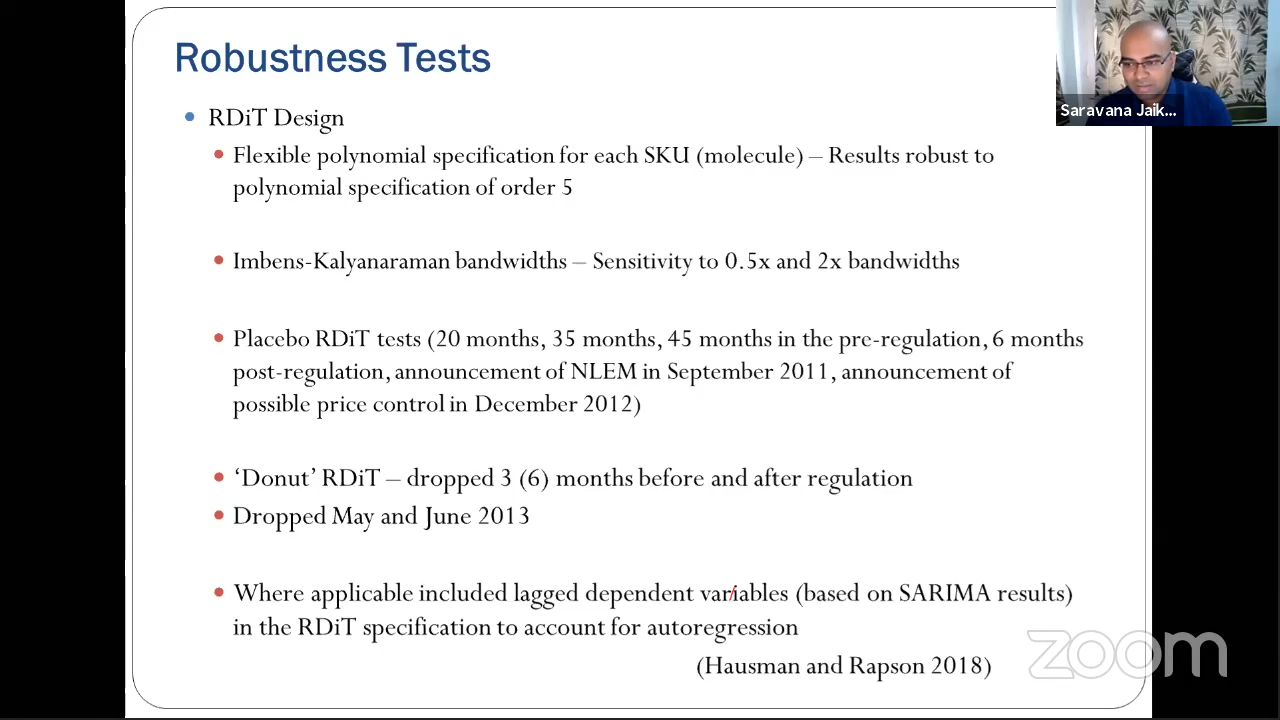 Robustness Tests
Saravana Jaik...
RDiT Design
Flexible polynomial specification for each SKU (molecule) – Results robust to
polynomial specification of order 5
Imbens-Kalyanaraman bandwidths – Sensitivity to 0.5x and 2x bandwidths
Placebo RDiT tests (20 months, 35 months, 45 months in the pre-regulation, 6 months
post-regulation, announcement of NLEM in September 2011, announcement of
possible price control in December 2012)
‘Donut’ RDiT – dropped 3 (6) months before and after regulation
Dropped May and June 2013
Where applicable included lagged dependent variables (based on SARIMA results)
in the RDiT specification to account for autoregression
(Hausman and Rapson 2018)
zoom